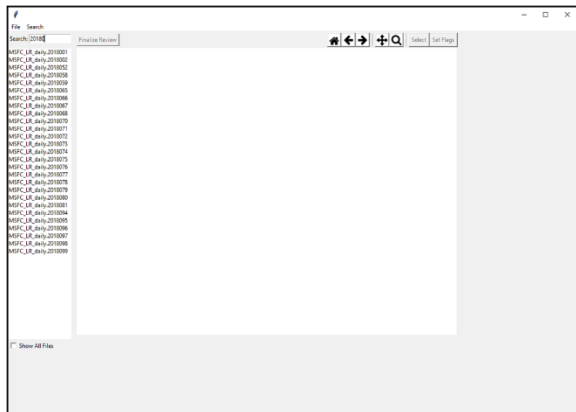 File Search
Search: 20180
Finalize Review
Select Set Flags
MSFC_LR_daily.2018001
MSFC_LR_daily.2018002
MSFC_LR_daily.2018052
MSFC_LR_daily.2018058
MSFC_LR_daily.2018059
MSFC_LR_daily.2018065
MSFC_LR_daily.2018066
MSFC_LR_daily.2018067
MSFC_LR_daily.2018068
MSFC_LR_daily.2018070
MSFC_LR_daily.2018071
MSFC_LR_daily.2018072
MSFC_LR_daily.2018073
MSFC_LR_daily.2018074
MSFC_LR_daily.2018075
MSFC_LR_daily.2018076
MSFC_LR_daily.2018077
MSFC_LR_daily.2018078
MSFC_LR_daily.2018079
MSFC_LR_daily.2018080
MSFC_LR_daily.2018081
MSFC_LR_daily.2018094
MSFC_LR_daily.2018095
MSFC_LR_daily.2018096
MSFC_LR_daily.2018097
MSFC_LR_daily.2018098
MSFC_LR_daily.2018099
Show All Files